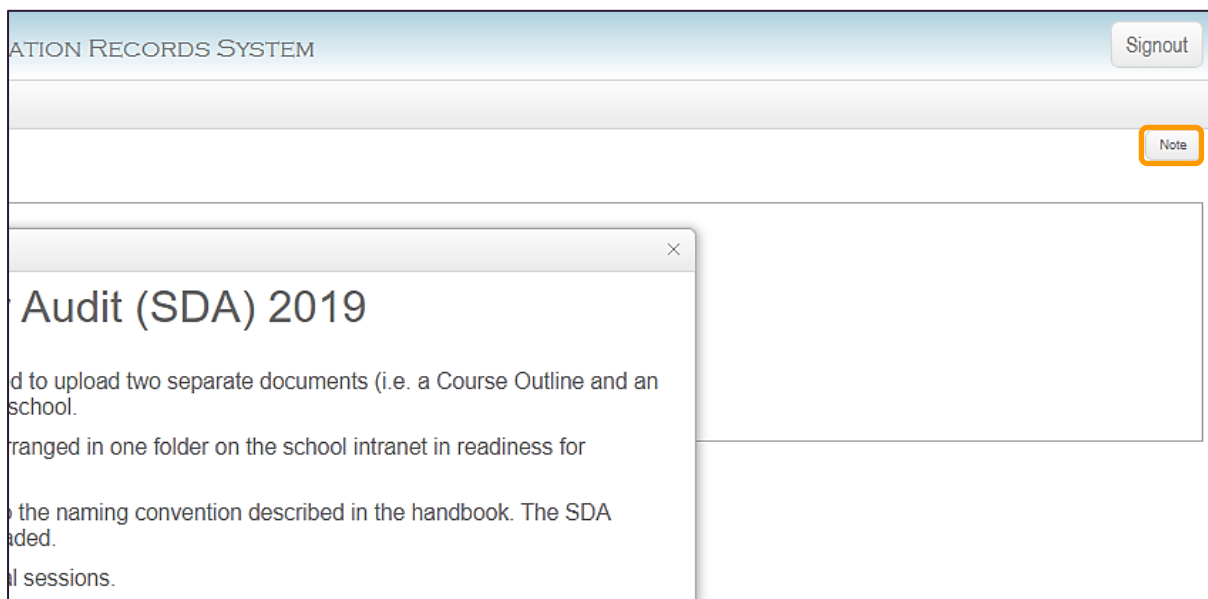 ATION RECORDS SYSTEM
Signout
Note
Audit (SDA) 2019
d to upload two separate documents (i.e. a Course Outline and an
school.
ranged in one folder on the school intranet in readiness for
the naming convention described in the handbook. The SDA
aded.
l sessions.